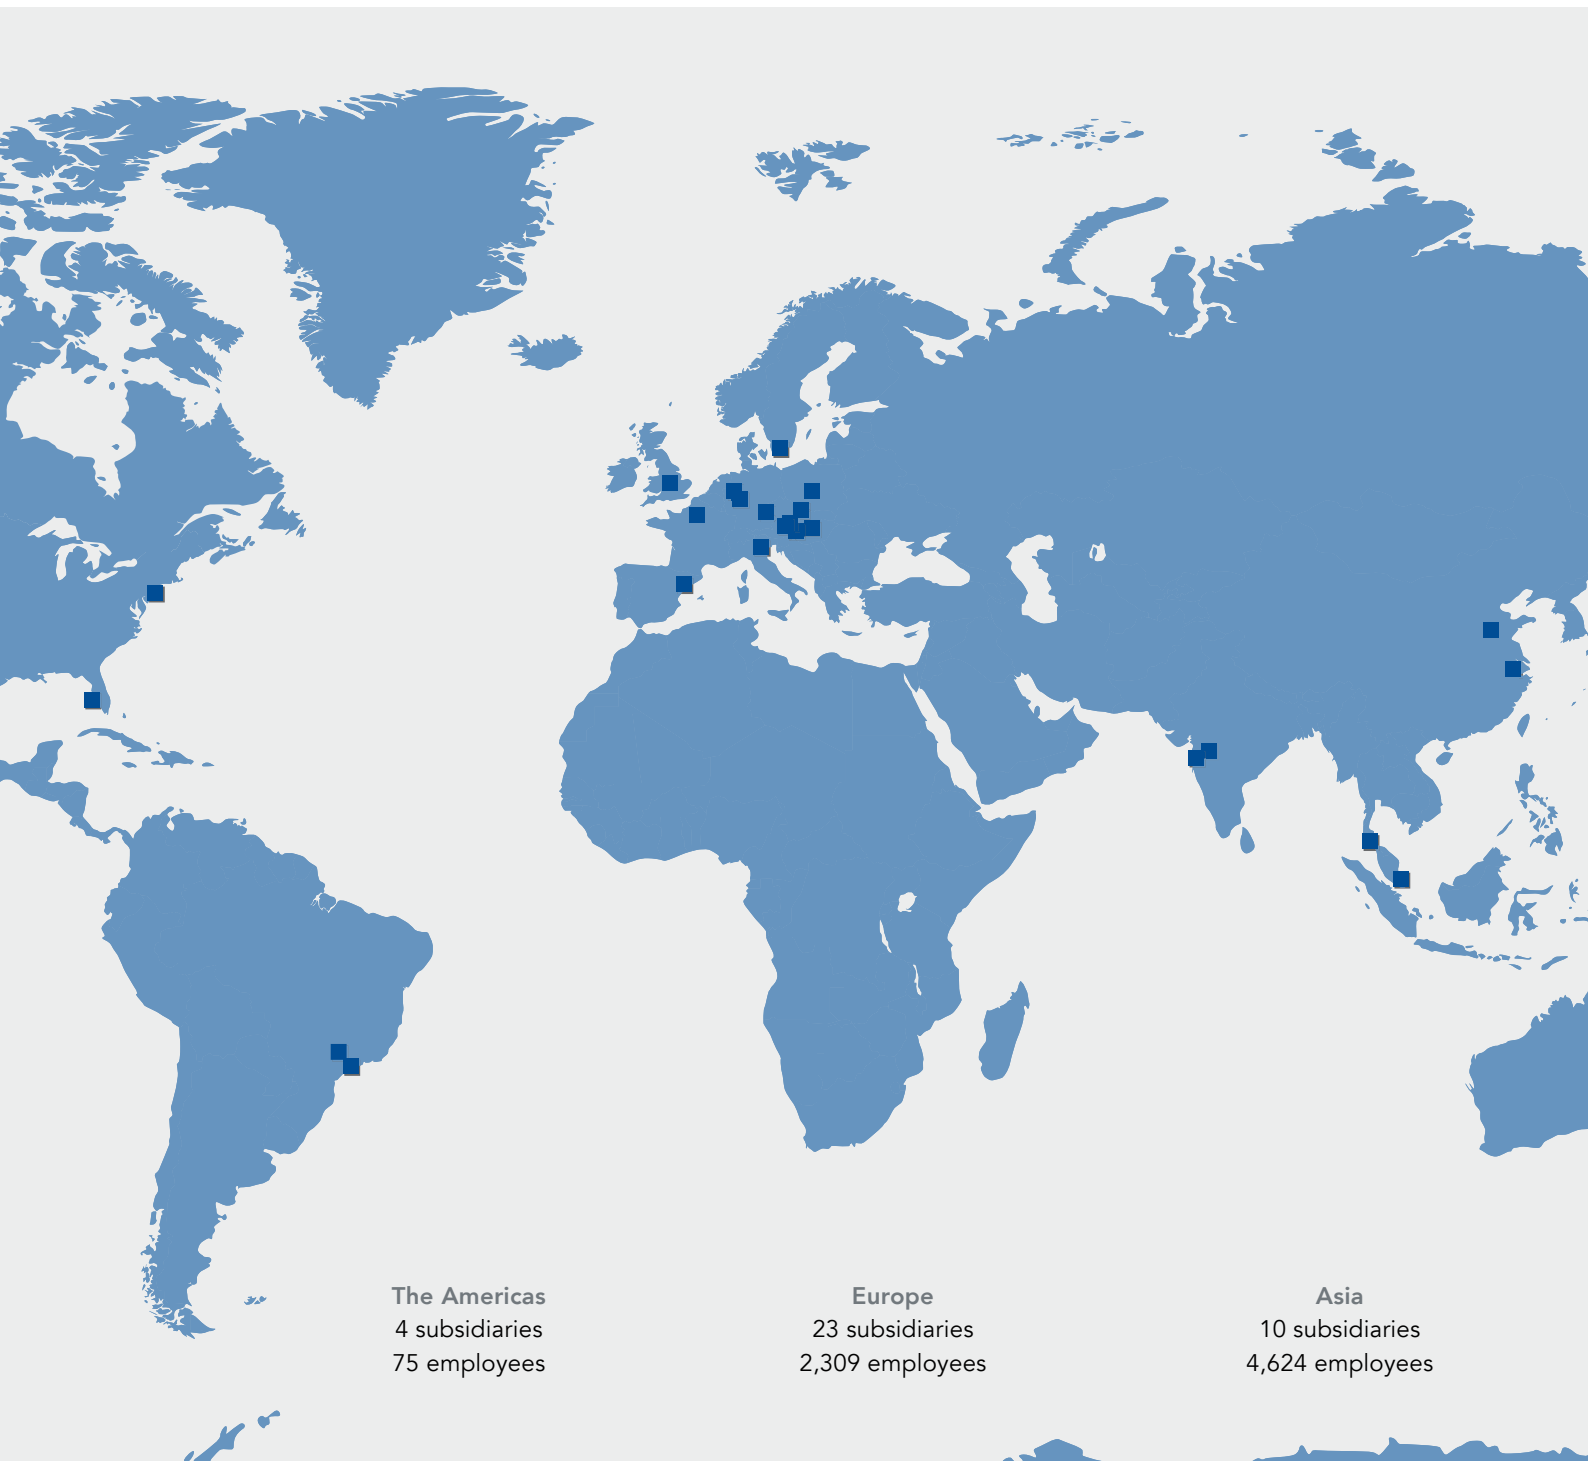 The Americas
4 subsidiaries
75 employees
Europe
23 subsidiaries
2,309 employees
Asia
10 subsidiaries
4,624 employees